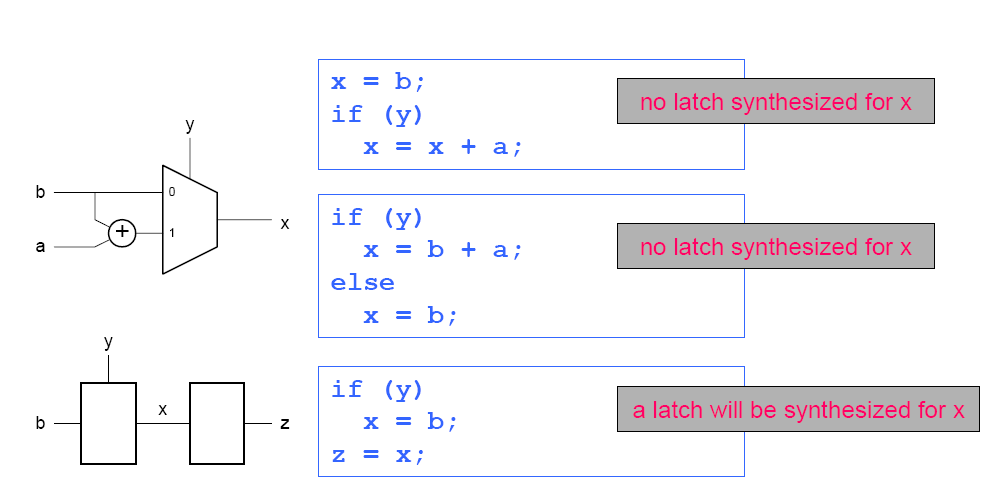 x = b;
if (y)
x = x + a;
no latch synthesized for x
y
b
0
+
1
a
x
if (y)
x = b + a;
else
x = b;
no latch synthesized for x
y
b
x
z
if (y)
x = b;
z = x;
a latch will be synthesized for x